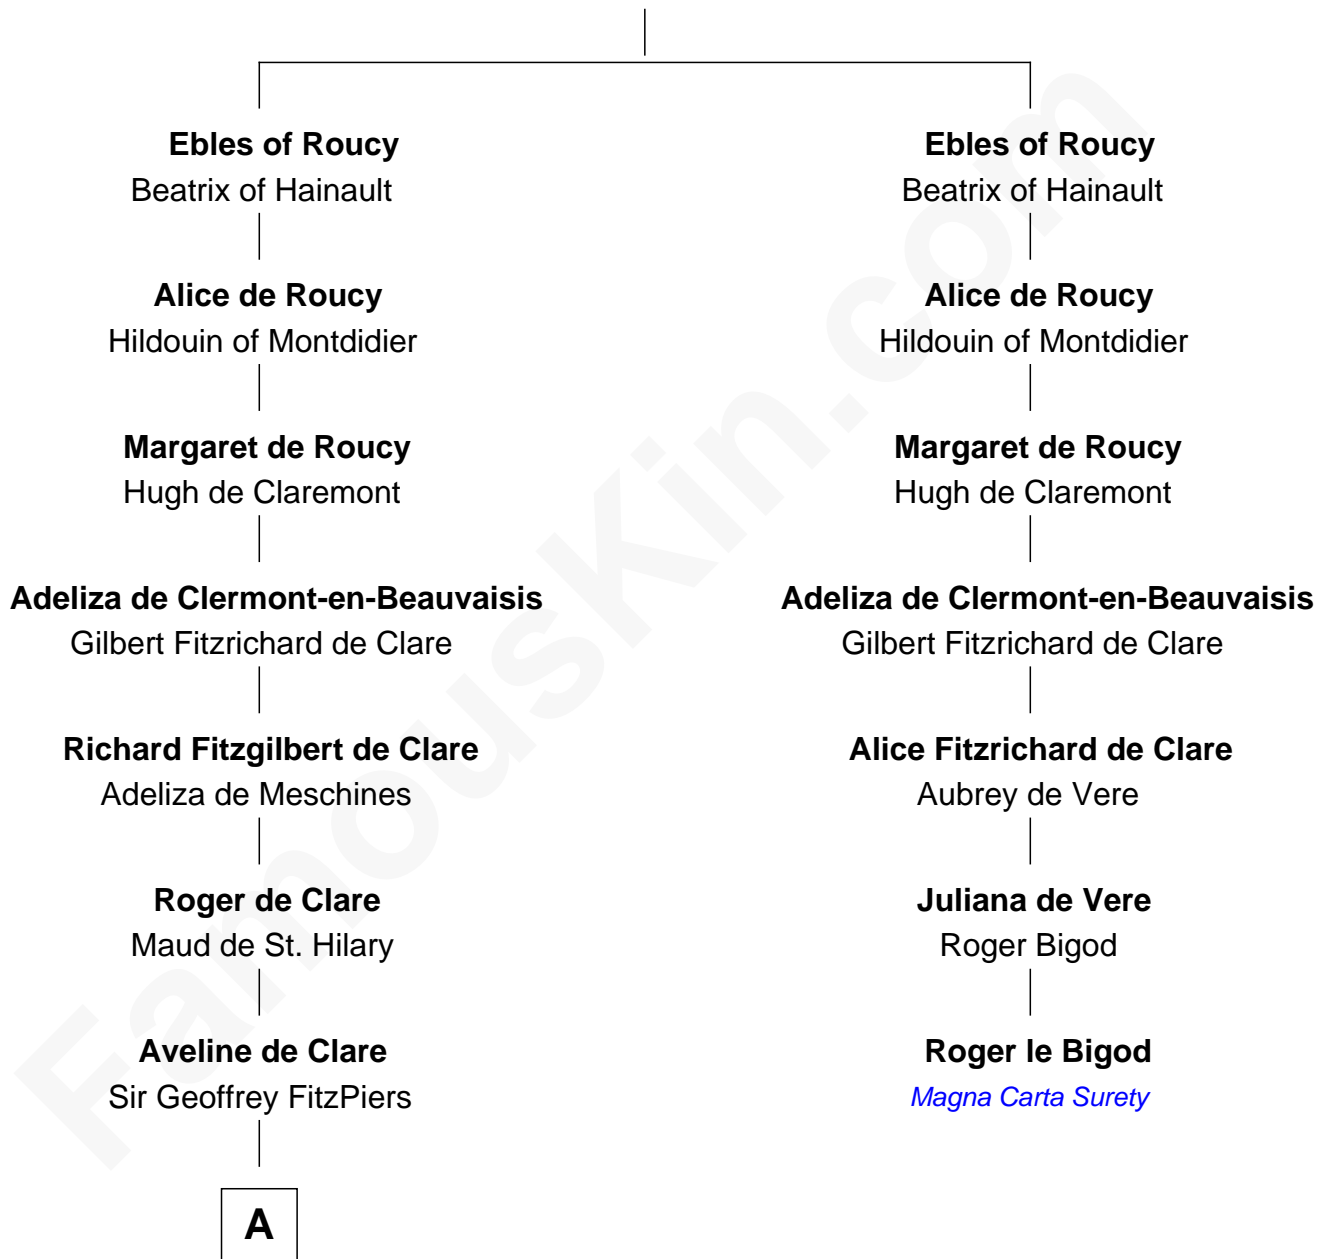 Ebles of Roucy
Beatrix of Hainault
Alice de Roucy
Hildouin of Montdidier
Margaret de Roucy
Hugh de Claremont
Adeliza de Clermont-en-Beauvaisis
Gilbert Fitzrichard de Clare
Richard Fitzgilbert de Clare
Adeliza de Meschines
Roger de Clare
Maud de St. Hilary
Aveline de Clare
Sir Geoffrey FitzPiers
A
Ebles of Roucy
Beatrix of Hainault
Alice de Roucy
Hildouin of Montdidier
Margaret de Roucy
Hugh de Claremont
Adeliza de Clermont-en-Beauvaisis
Gilbert Fitzrichard de Clare
Alice Fitzrichard de Clare
Aubrey de Vere
Juliana de Vere
Roger Bigod
Roger le Bigod
Magna Carta Surety
FamousKin.com